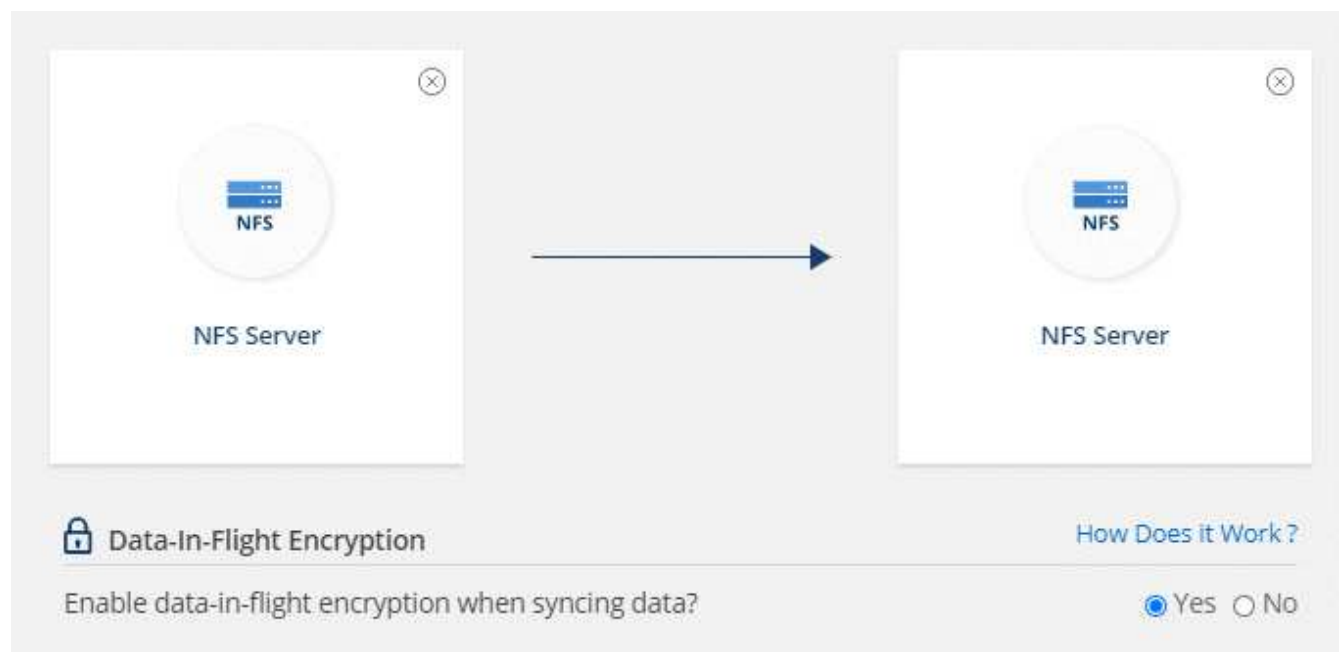 NFS
NFS Server
NFS
NFS Server
Data-In-Flight Encryption
How Does it Work ?
Enable data-in-flight encryption when syncing data?
Yes
No